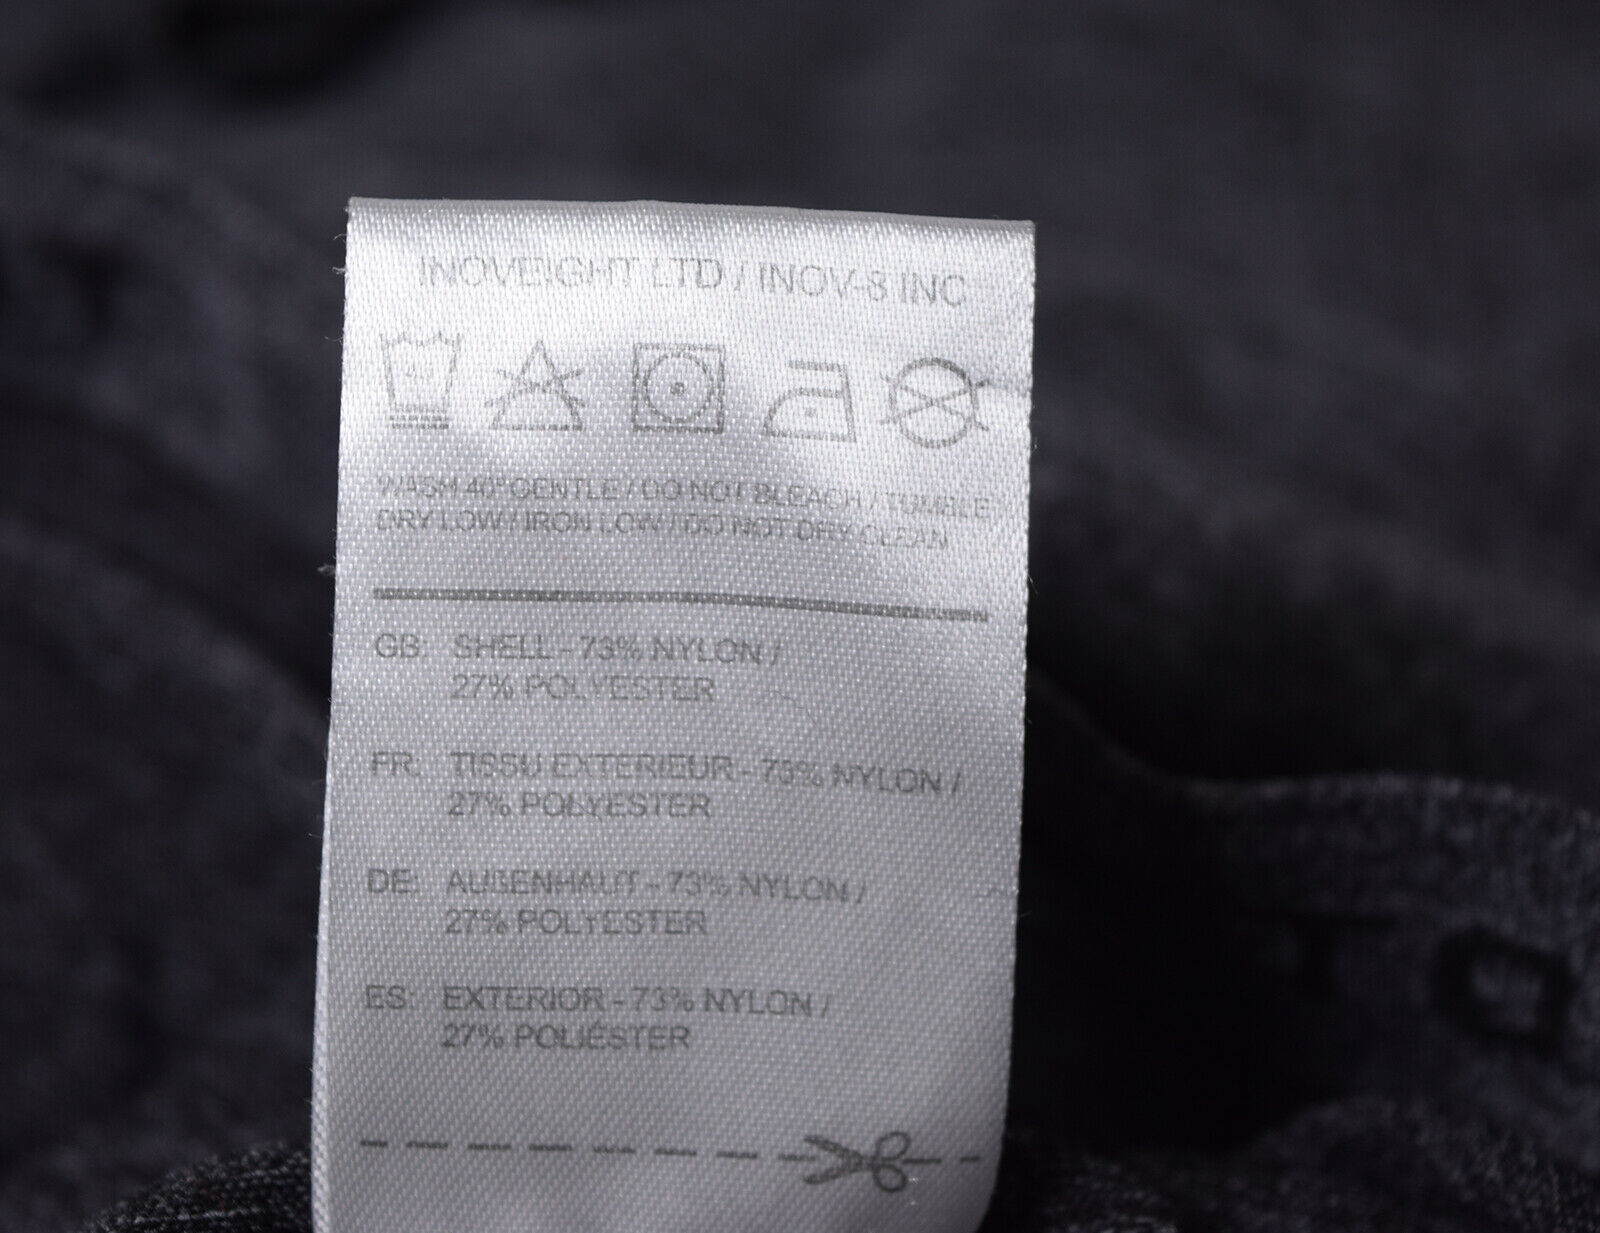 INOVEIGHT LTD / INOV-8 INC
40
WASH 40° GENTLE / DO NOT BLEACH / TUMBLE
DRY LOW / IRON LOW / DO NOT DRY CLEAN
GB: SHELL - 73% NYLON /
27% POLYESTER
FR: TISSU EXTERIEUR - 73% NYLON /
27% POLYESTER
DE: AUßENHAUT - 73% NYLON /
27% POLYESTER
ES: EXTERIOR - 73% NYLON /
27% POLIÉSTER